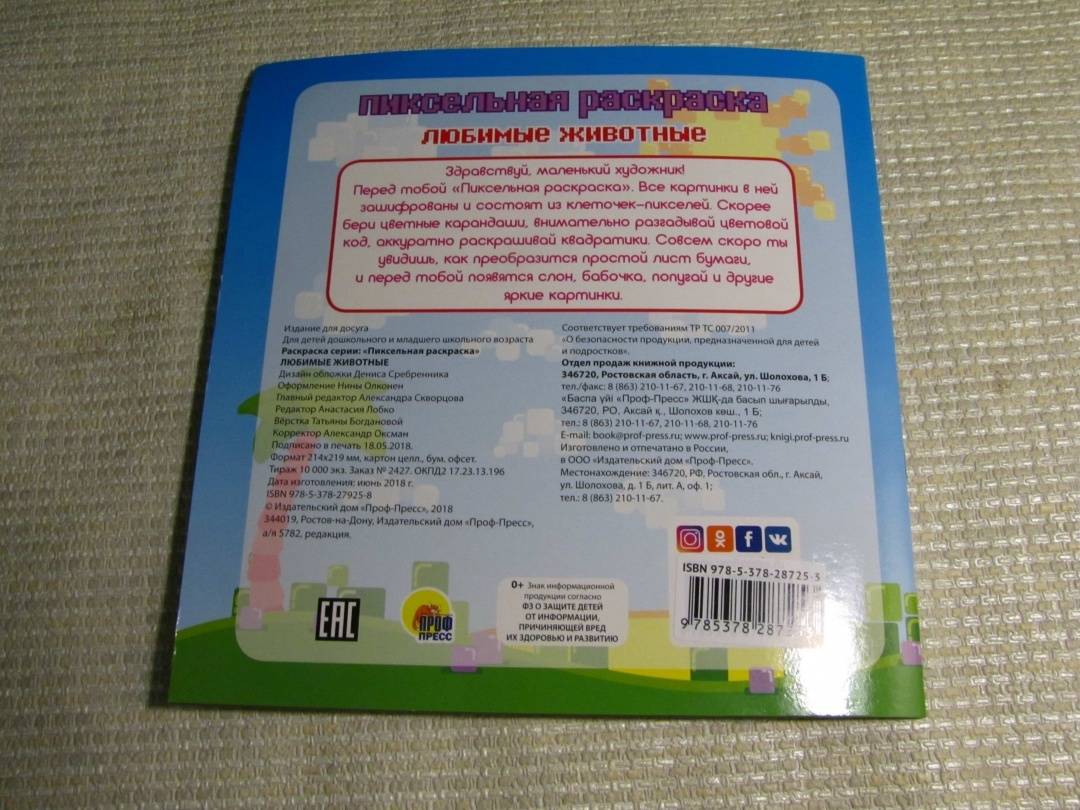 пиксельная раскраска
любимые животные
Здравствуй, маленький художник!
Перед тобой «Пиксельная раскраска». Все картинки в ней
зашифрованы и состоят из клеточек-пикселей. Скорее
бери цветные карандаши, внимательно разгадывай цветовой
код, аккуратно раскрашивай квадратики. Совсем скоро ты
увидишь, как преобразится простой лист бумаги,
и перед тобой появятся слон, бабочка, попугай и другие
яркие картинки.
Издание для досуга
Для детей дошкольного и младшего школьного возраста
Раскраска серии: «Пиксельная раскраска»
ЛЮБИМЫЕ ЖИВОТНЫЕ
Дизайн обложки Дениса Сребренника
Оформление Нины Олконен
Главный редактор Александра Скворцова
Редактор Анастасия Лобко
Вёрстка Татьяны Богдановой
Корректор Александр Оксман
Подписано в печать 18.05.2018.
Формат 214х219 мм, картон целл., бум. офсет.
Тираж 10 000 экз. Заказ № 2427. ОКПД2 17.23.13.196
Дата изготовления: июнь 2018 г.
ISBN 978-5-378-27925-8
© Издательский дом «Проф-Пресс», 2018
344019, Ростов-на-Дону, Издательский дом «Проф-Пресс»,
а/я 5782, редакция.
Соответствует требованиям ТР ТС 007/2011
«О безопасности продукции, предназначенной для детей
и подростков».
Отдел продаж книжной продукции:
346720, Ростовская область, г. Аксай, ул. Шолохова, 1 Б;
тел./факс: 8 (863) 210-11-67, 210-11-68, 210-11-76
«Баспа үйі «Проф-Пресс» ЖШҚ-да басып шығарылды,
346720, РО, Аксай қ., Шолохов көш., 1 Б;
тел.: 8 (863) 210-11-67, 210-11-68, 210-11-76
E-mail: book@prof-press.ru; www.prof-press.ru; knigi.prof-press.ru
Изготовлено и отпечатано в России,
в ООО «Издательский дом «Проф-Пресс».
Местонахождение: 346720, РФ, Ростовская обл., г. Аксай,
ул. Шолохова, д. 1 Б, лит. А, оф. 1;
тел.: 8 (863) 210-11-67.
EAC
ПРОФ
ПРЕСС
0+ Знак информационной
продукции согласно
ФЗ О ЗАЩИТЕ ДЕТЕЙ
ОТ ИНФОРМАЦИИ,
ПРИЧИНЯЮЩЕЙ ВРЕД
ИХ ЗДОРОВЬЮ И РАЗВИТИЮ
ISBN 978-5-378-28725-3